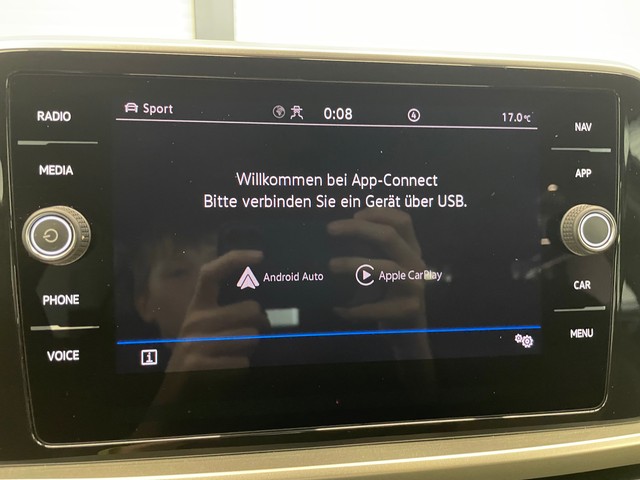 RADIO
MEDIA
PHONE
VOICE
Sport
0:08
4
17.0°C
Willkommen bei App-Connect
Bitte verbinden Sie ein Gerät über USB.
Android Auto
Apple CarPlay
i
NAV
APP
CAR
MENU